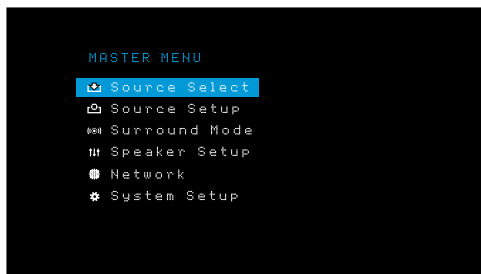 MASTER MENU
Source Select
Source Setup
Surround Mode
Speaker Setup
Network
System Setup